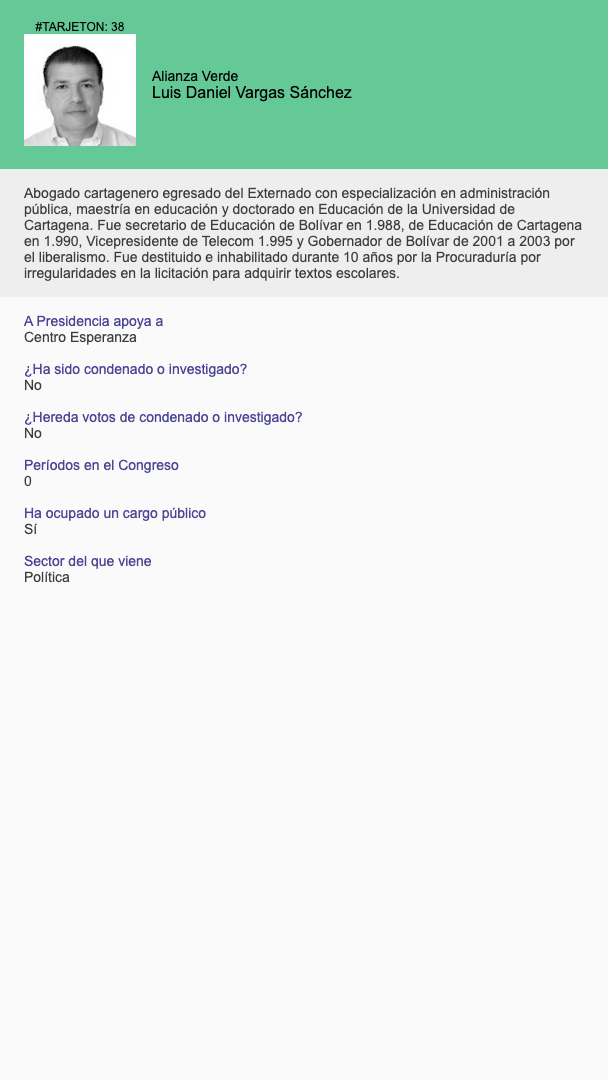 #TARJETON: 38
Alianza Verde
Luis Daniel Vargas Sánchez
Abogado cartagenero egresado del Externado con especialización en administración
pública, maestría en educación y doctorado en Educación de la Universidad de
Cartagena. Fue secretario de Educación de Bolívar en 1.988, de Educación de Cartagena
en 1.990, Vicepresidente de Telecom 1.995 y Gobernador de Bolívar de 2001 a 2003 por
el liberalismo. Fue destituido e inhabilitado durante 10 años por la Procuraduría por
irregularidades en la licitación para adquirir textos escolares.
A Presidencia apoya a
Centro Esperanza
¿Ha sido condenado o investigado?
No
¿Hereda votos de condenado o investigado?
No
Períodos en el Congreso
0
Ha ocupado un cargo público
Sí
Sector del que viene
Política